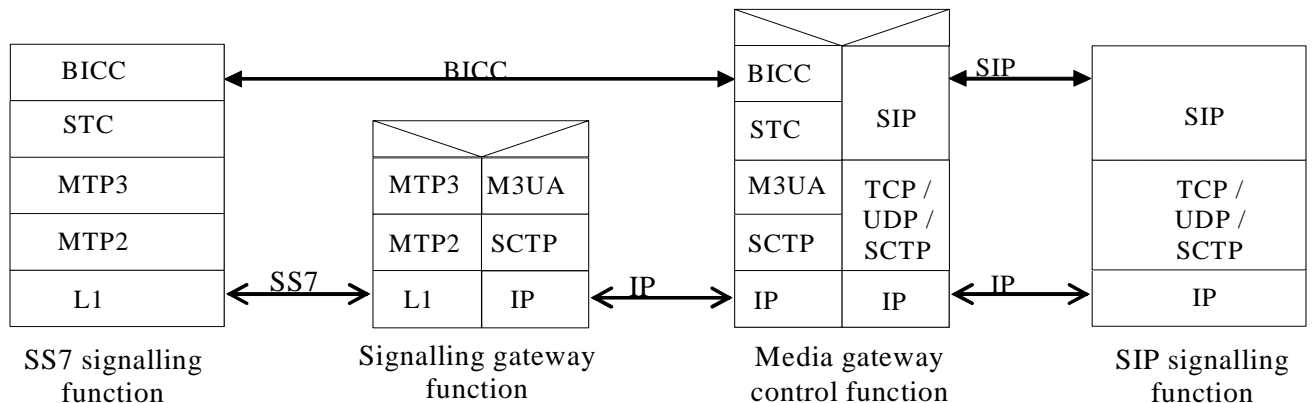 BICC
STC
MTP3
MTP2
L1
SS7 signalling
function
BICC
SS7
MTP3
M3UA
MTP2
SCTP
L1
IP
Signalling gateway
function
IP
BICC
STC
M3UA
SCTP
IP
SIP
TCP /
UDP /
SCTP
IP
Media gateway
control function
SIP
IP
SIP
TCP /
UDP /
SCTP
IP
SIP signalling
function